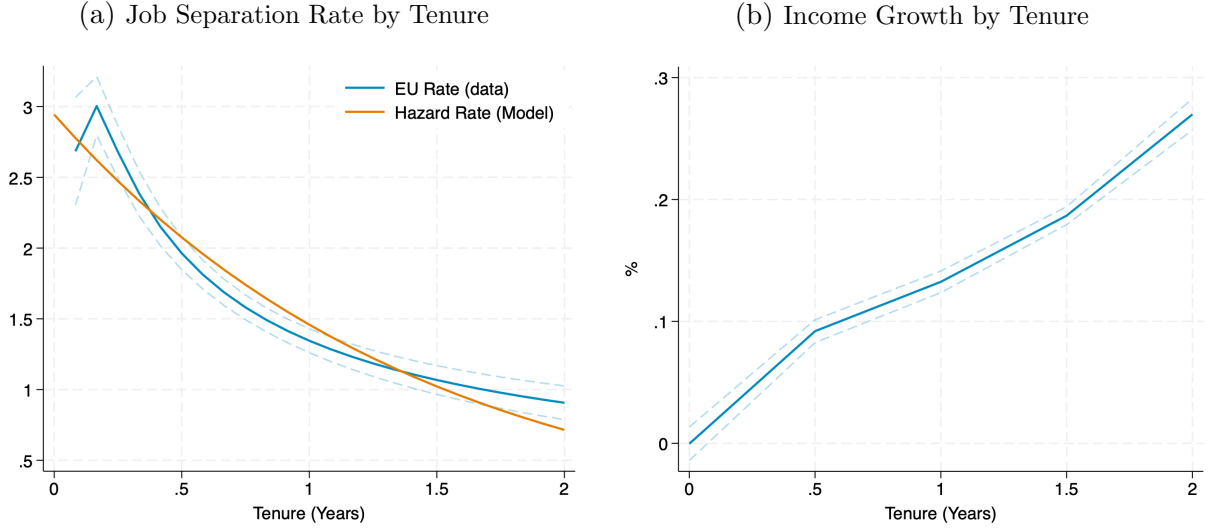 (a) Job Separation Rate by Tenure
EU Rate (data)
Hazard Rate (Model)
3
2.5
2
1.5
1
.5
0 .5 1 1.5 2
Tenure (Years)
(b) Income Growth by Tenure
%
.3
.2
.1
0
0 .5 1 1.5 2
Tenure (Years)